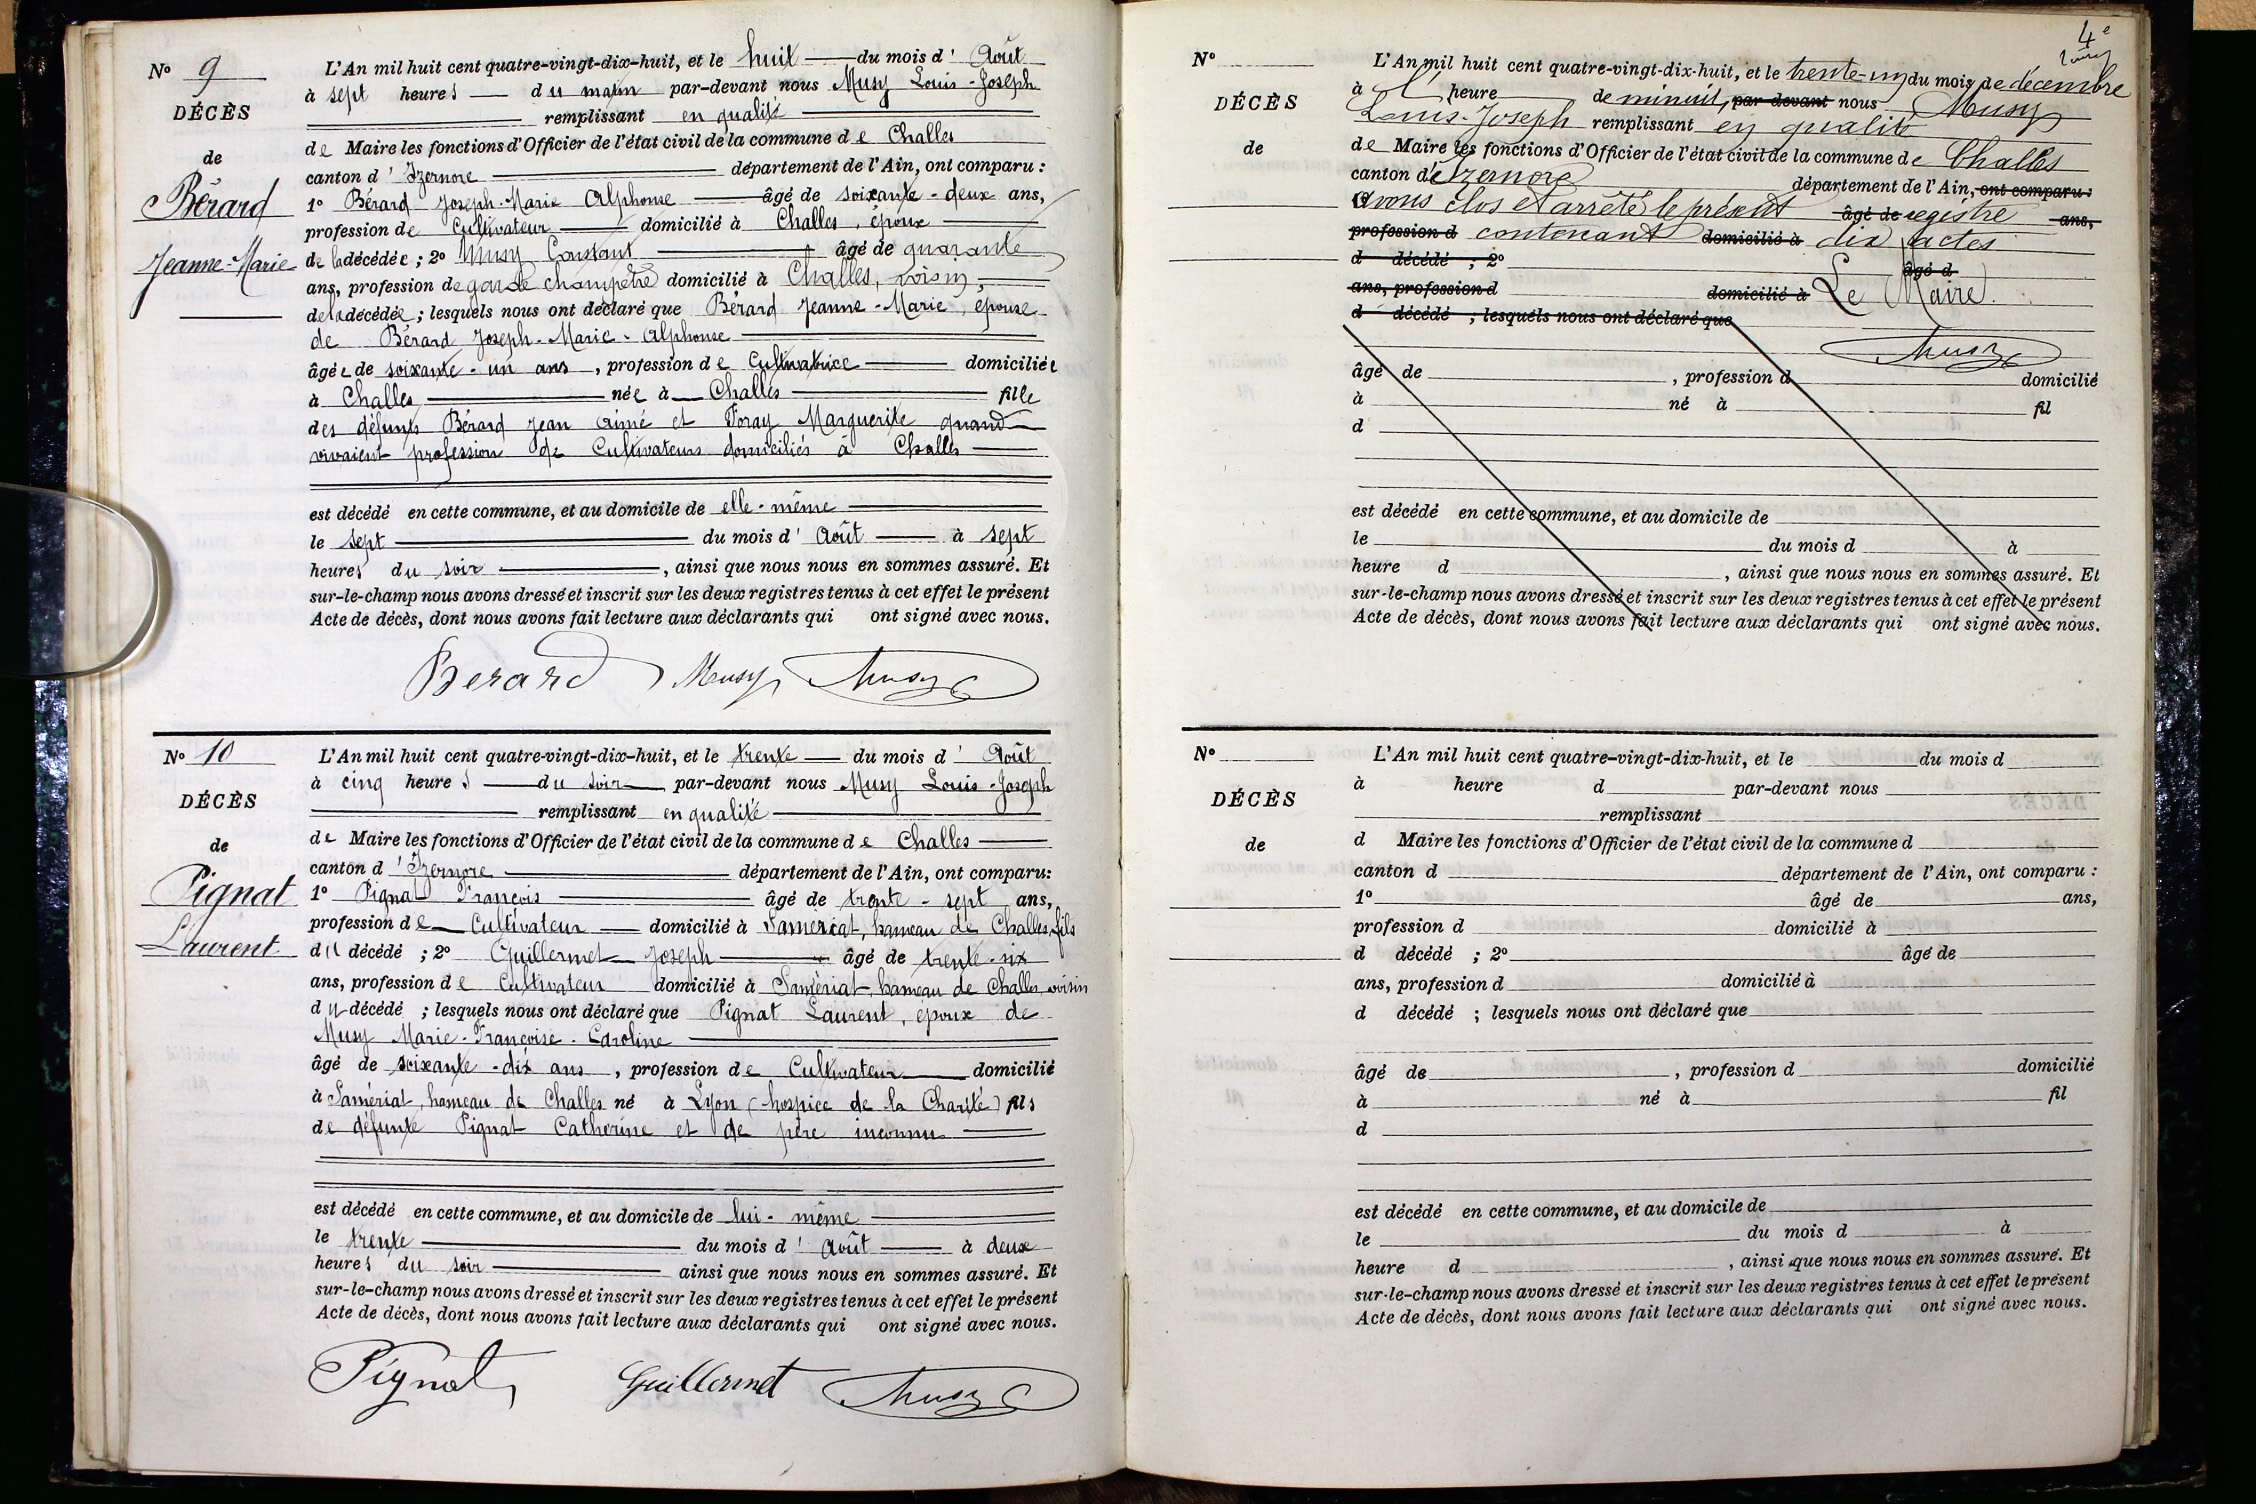 N° 9
DÉCÈS
de
Bérard
Jeanne-Marie
L'An mil huit cent quatre-vingt-dix-huit, et le huit du mois d' Août
à sept heures du matin par-devant nous Musy Louis-Joseph
remplissant en qualité
de Maire les fonctions d'Officier de l'état civil de la commune de Challes
canton d'Izernore département de l'Ain, ont comparu :
1° Bérard Joseph-Marie Alphonse âgé de soixante-deux ans,
profession de Cultivateur domicilié à Challes, époux
de la décédée ; 2° Musy Constant âgé de quarante
ans, profession de garde champêtre domicilié à Challes, voisin,
de la décédée ; lesquels nous ont déclaré que Bérard Jeanne-Marie, épouse
de Bérard Joseph-Marie-Alphonse
âgée de soixante-un ans, profession de Cultivatrice domiciliée
à Challes née à Challes fille
des défunts Bérard Jean Aimé et Foray Marguerite quand
vivaient profession de Cultivateurs domiciliés à Challes
est décédé en cette commune, et au domicile de elle-même
le sept du mois d' Août à sept
heures du soir, ainsi que nous nous en sommes assuré. Et
sur-le-champ nous avons dressé et inscrit sur les deux registres tenus à cet effet le présent
Acte de décès, dont nous avons fait lecture aux déclarants qui ont signé avec nous.
Berard Musy Musy
N° 10
DÉCÈS
de
Pignat
Laurent
L'An mil huit cent quatre-vingt-dix-huit, et le trente du mois d' Août
à cinq heures du soir par-devant nous Musy Louis-Joseph
remplissant en qualité
de Maire les fonctions d'Officier de l'état civil de la commune de Challes
canton d'Izernore département de l'Ain, ont comparu :
1° Pignat François âgé de trente-sept ans,
profession de Cultivateur domicilié à Samériat, hameau de Challes, fils
du décédé ; 2° Guillermet Joseph âgé de trente-six
ans, profession de Cultivateur domicilié à Samériat, hameau de Challes, voisin
du décédé ; lesquels nous ont déclaré que Pignat Laurent, époux de
Musy Marie-Françoise-Caroline
âgé de soixante-dix ans, profession de Cultivateur domicilié
à Samériat, hameau de Challes né à Lyon (hospice de la Charité) fils
de défunte Pignat Catherine et de père inconnu
est décédé en cette commune, et au domicile de lui-même
le trente du mois d' Août à deux
heures du soir ainsi que nous nous en sommes assuré. Et
sur-le-champ nous avons dressé et inscrit sur les deux registres tenus à cet effet le présent
Acte de décès, dont nous avons fait lecture aux déclarants qui ont signé avec nous.
Pignat Guillermet Musy
4e
N°
DÉCÈS
de
L'An mil huit cent quatre-vingt-dix-huit, et le trente-un du mois de décembre
à l' heure de minuit, par-devant nous Musy
Louis-Joseph remplissant en qualité
de Maire les fonctions d'Officier de l'état civil de la commune de Challes
canton d'Izernore département de l'Ain, ont comparu :
avons clos et arrêté le présent âgé de registre ans,
profession d contenant domicilié à dix actes
d décédé ; 2° âgé d
ans, profession d domicilié à Le Maire.
d décédé ; lesquels nous ont déclaré que
Musy
âgé de , profession d domicilié
à né à fil
d
est décédé en cette commune, et au domicile de
le du mois d à
heure d , ainsi que nous nous en sommes assuré. Et
sur-le-champ nous avons dressé et inscrit sur les deux registres tenus à cet effet le présent
Acte de décès, dont nous avons fait lecture aux déclarants qui ont signé avec nous.
N°
DÉCÈS
de
L'An mil huit cent quatre-vingt-dix-huit, et le du mois d
à heure d par-devant nous
remplissant
d Maire les fonctions d'Officier de l'état civil de la commune d
canton d département de l'Ain, ont comparu :
1° âgé de ans,
profession d domicilié à
d décédé ; 2° âgé de
ans, profession d domicilié à
d décédé ; lesquels nous ont déclaré que
âgé de , profession d domicilié
à né à fil
d
est décédé en cette commune, et au domicile de
le du mois d à
heure d , ainsi que nous nous en sommes assuré. Et
sur-le-champ nous avons dressé et inscrit sur les deux registres tenus à cet effet le présent
Acte de décès, dont nous avons fait lecture aux déclarants qui ont signé avec nous.